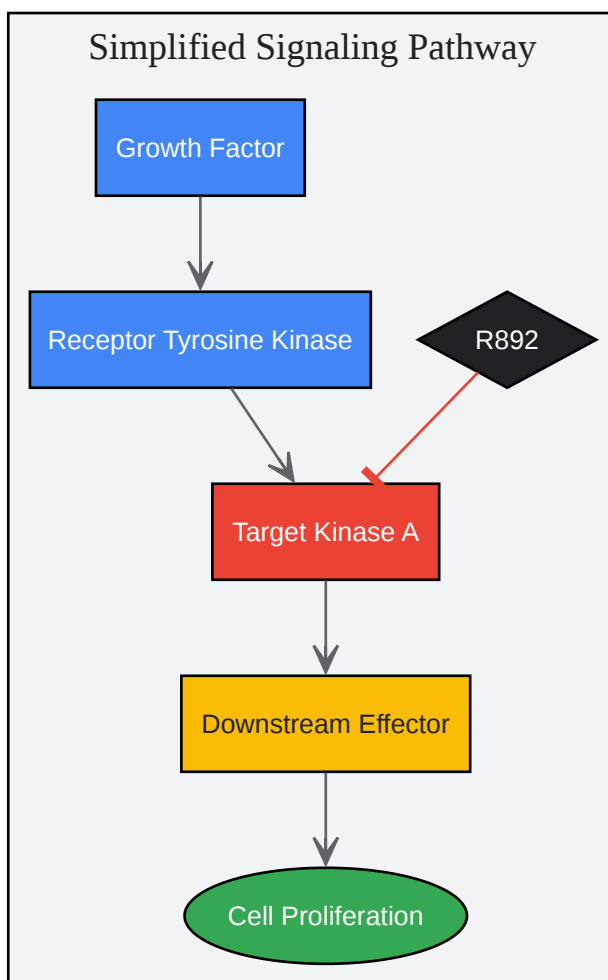 Simplified Signaling Pathway
Growth Factor
Receptor Tyrosine Kinase
R892
Target Kinase A
Downstream Effector
Cell Proliferation